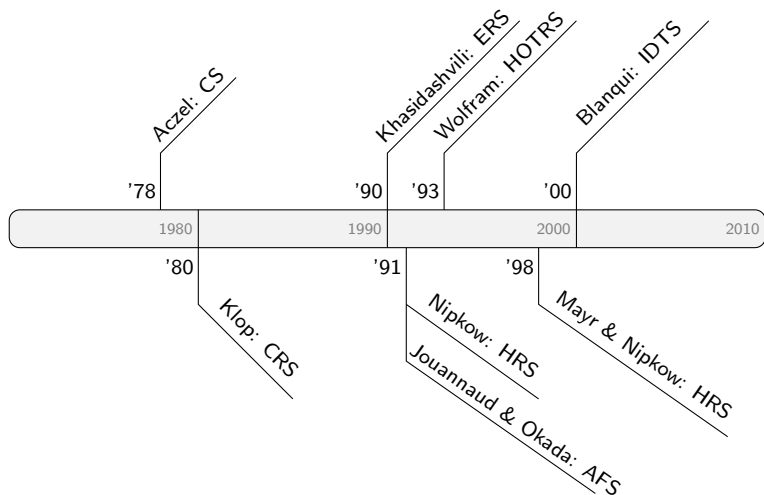 Aczel: CS
Khasidashvili: ERS
Wolfram: HOTRS
Blanqui: IDTS
'78
'90
'93
'00
1980
1990
2000
2010
'80
'91
'98
Klop: CRS
Nipkow: HRS
Jouannaud & Okada: AFS
Mayr & Nipkow: HRS